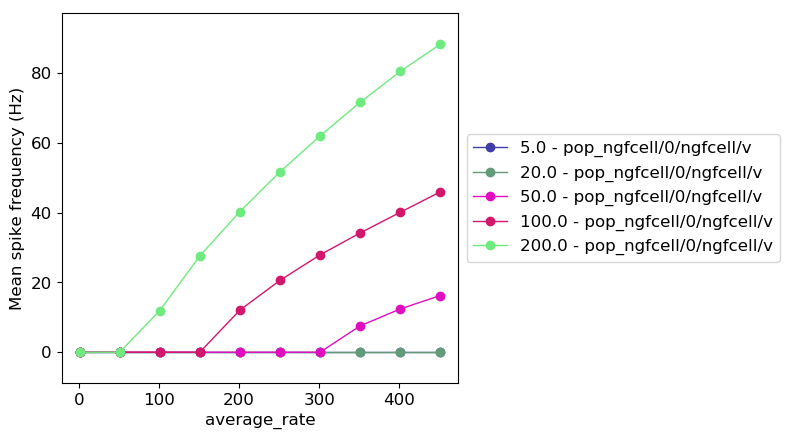 Mean spike frequency (Hz)
80
60
40
20
0
0 100 200 300 400
average_rate
5.0 - pop_ngfcell/0/ngfcell/v
20.0 - pop_ngfcell/0/ngfcell/v
50.0 - pop_ngfcell/0/ngfcell/v
100.0 - pop_ngfcell/0/ngfcell/v
200.0 - pop_ngfcell/0/ngfcell/v